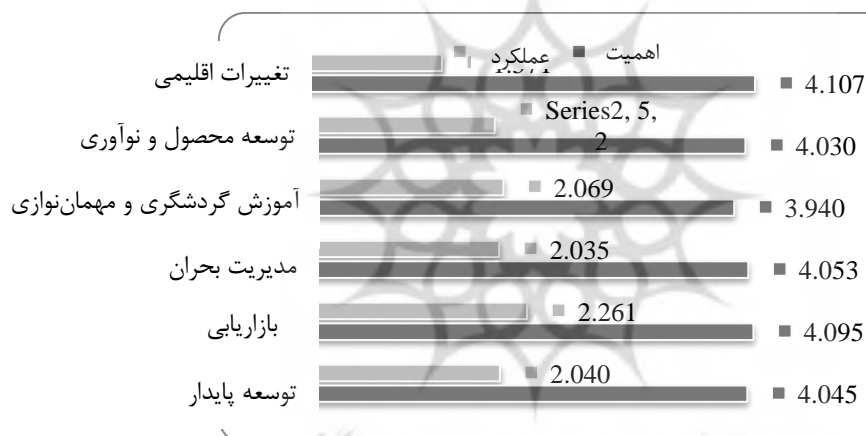 عملکرد
اهمیت
تغییرات اقلیمی
4.107
توسعه محصول و نوآوری
Series2, 5,
2
4.030
آموزش گردشگری و مهمان‌نوازی
2.069
3.940
مدیریت بحران
2.035
4.053
بازاریابی
2.261
4.095
توسعه پایدار
2.040
4.045